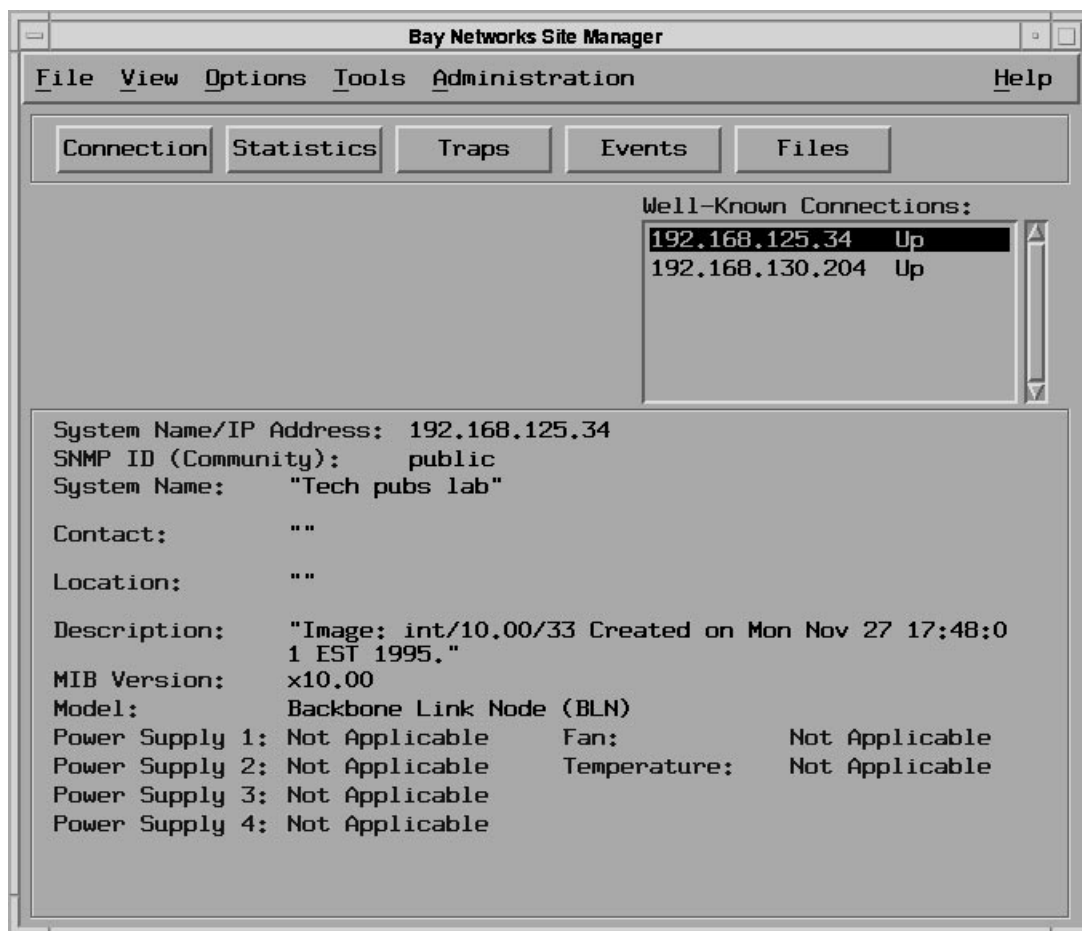 Bay Networks Site Manager
File View Options Tools Administration Help
Connection Statistics Traps Events Files
Well-Known Connections:
192.168.125.34 Up
192.168.130.204 Up
System Name/IP Address: 192.168.125.34
SNMP ID (Community): public
System Name: "Tech pubs lab"
Contact: ""
Location: ""
Description: "Image: int/10.00/33 Created on Mon Nov 27 17:48:0
1 EST 1995."
MIB Version: x10.00
Model: Backbone Link Node (BLN)
Power Supply 1: Not Applicable Fan: Not Applicable
Power Supply 2: Not Applicable Temperature: Not Applicable
Power Supply 3: Not Applicable
Power Supply 4: Not Applicable